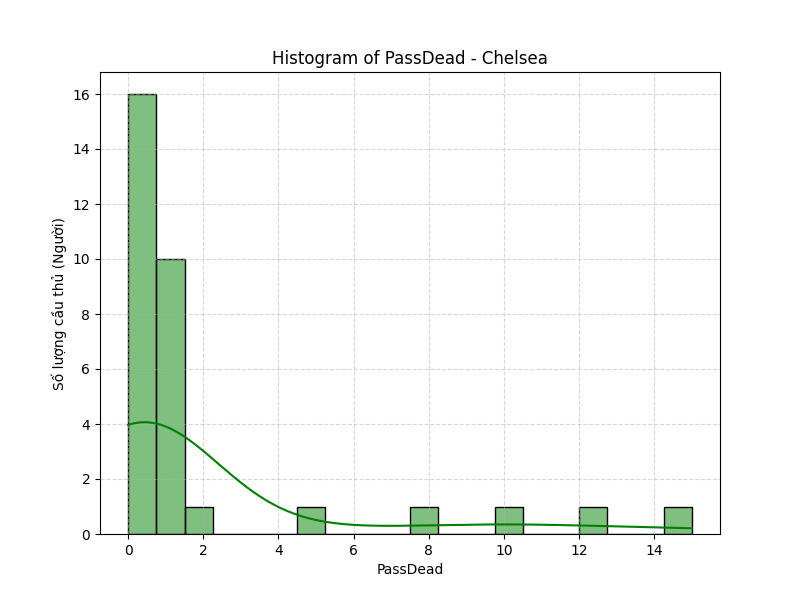 Histogram of PassDead - Chelsea
16
14
12
10
8
6
4
2
0
Số lượng cầu thủ (Người)
0 2 4 6 8 10 12 14
PassDead